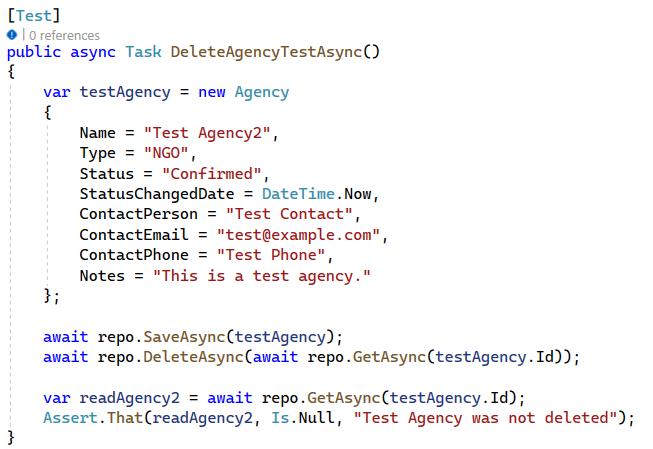 [Test]
| 0 references
public async Task DeleteAgencyTestAsync()
{
var testAgency = new Agency
{
Name = "Test Agency2",
Type = "NGO",
Status = "Confirmed",
StatusChangedDate = DateTime.Now,
ContactPerson = "Test Contact",
ContactEmail = "test@example.com",
ContactPhone = "Test Phone",
Notes = "This is a test agency."
};
await repo.SaveAsync(testAgency);
await repo.DeleteAsync(await repo.GetAsync(testAgency.Id));
var readAgency2 = await repo.GetAsync(testAgency.Id);
Assert.That(readAgency2, Is.Null, "Test Agency was not deleted");
}